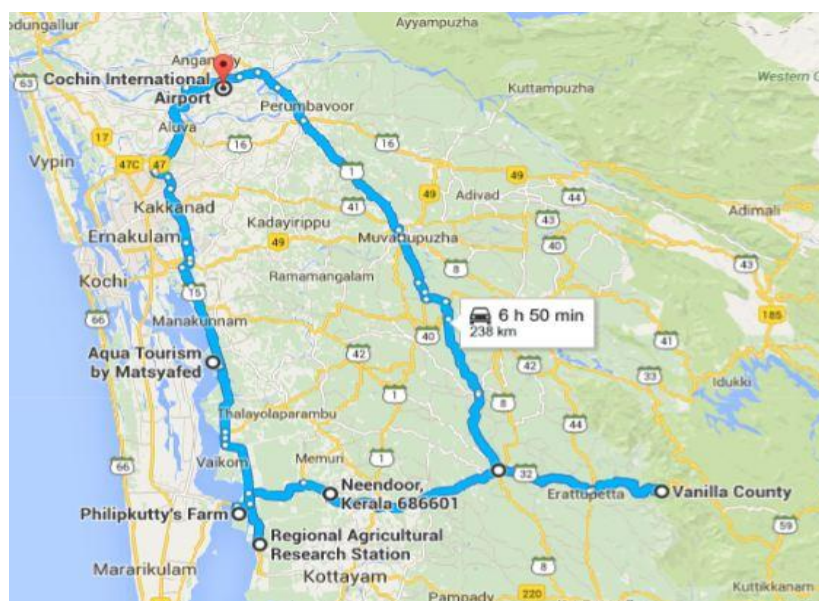 odungallur
Ayyampuzha
Angamaly
Cochin International
Airport
63
Western G
Perumbavoor
Kuttampuzha
Aluva
17
16
16
Vypin
47C
47
1
49
49
Adivad
44
Kakkanad
41
Adimali
Kadayirippu
43
Ernakulam
49
Muvattupuzha
40
Kochi
Ramamangalam
8
43
15
6 h 50 min
238 km
66
Manakunnam
185
40
41
Aqua Tourism
by Matsyafed
42
42
33
Idukki
1
8
Thalayolaparambu
44
66
Vaikom
Memuri
1
Neendoor,
Kerala 686601
32
Erattupetta
Vanilla County
Philipkutty's Farm
59
Regional Agricultural
Research Station
Mararikulam
Kottayam
8
Kuttikkanam
Pampady
220